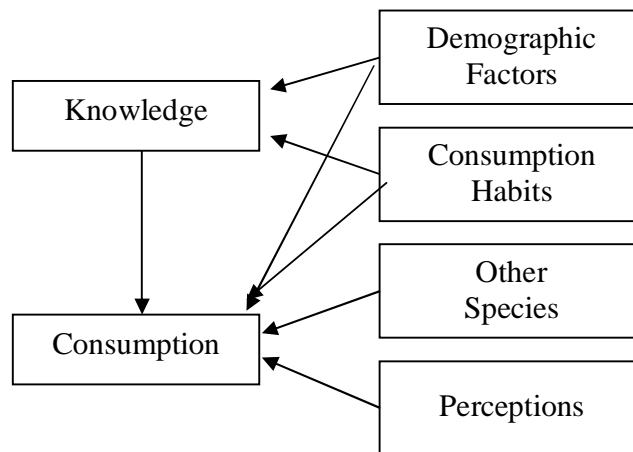 Demographic
Factors
Knowledge
Consumption
Habits
Other
Species
Consumption
Perceptions